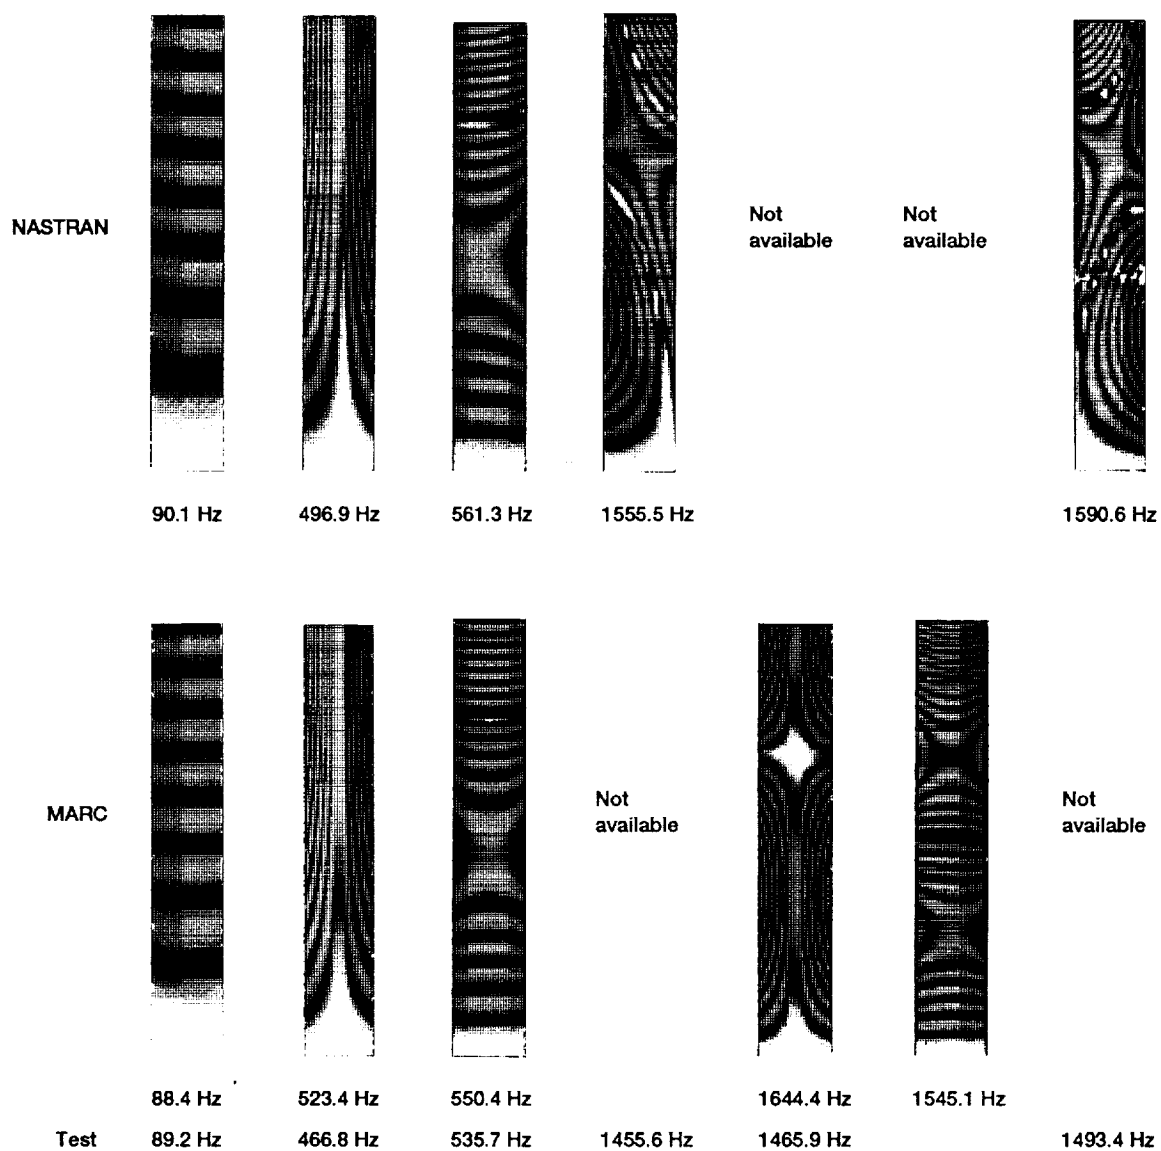 NASTRAN
Not
available
Not
available
90.1 Hz 496.9 Hz 561.3 Hz 1555.5 Hz 1590.6 Hz
MARC
Not
available
Not
available
88.4 Hz 523.4 Hz 550.4 Hz 1644.4 Hz 1545.1 Hz
Test 89.2 Hz 466.8 Hz 535.7 Hz 1455.6 Hz 1465.9 Hz 1493.4 Hz